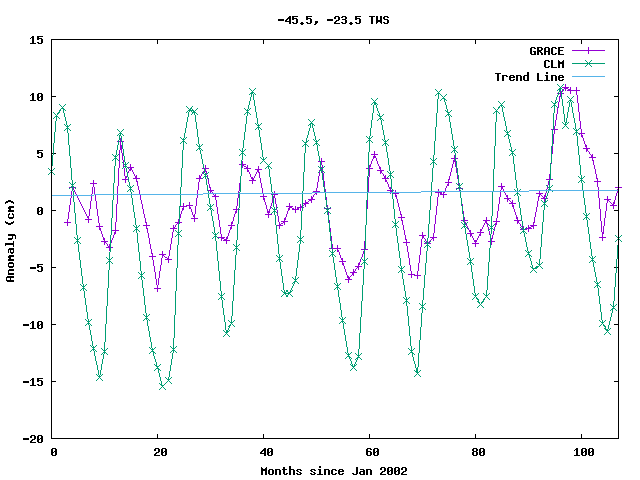 -45.5, -23.5 TWS
GRACE
CLM
Trend Line
15
10
5
0
-5
-10
-15
-20
Anomaly (cm)
0 20 40 60 80 100
Months since Jan 2002